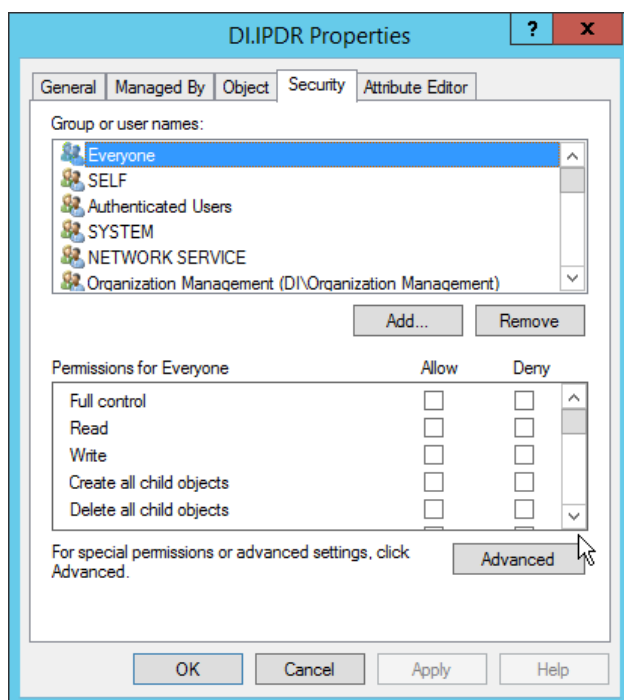 DI.IPDR Properties
?
x
General
Managed By
Object
Security
Attribute Editor
Group or user names:
Everyone
SELF
Authenticated Users
SYSTEM
NETWORK SERVICE
Organization Management (DI\Organization Management)
Add...
Remove
Permissions for Everyone
Allow
Deny
Full control
Read
Write
Create all child objects
Delete all child objects
For special permissions or advanced settings, click
Advanced.
Advanced
OK
Cancel
Apply
Help